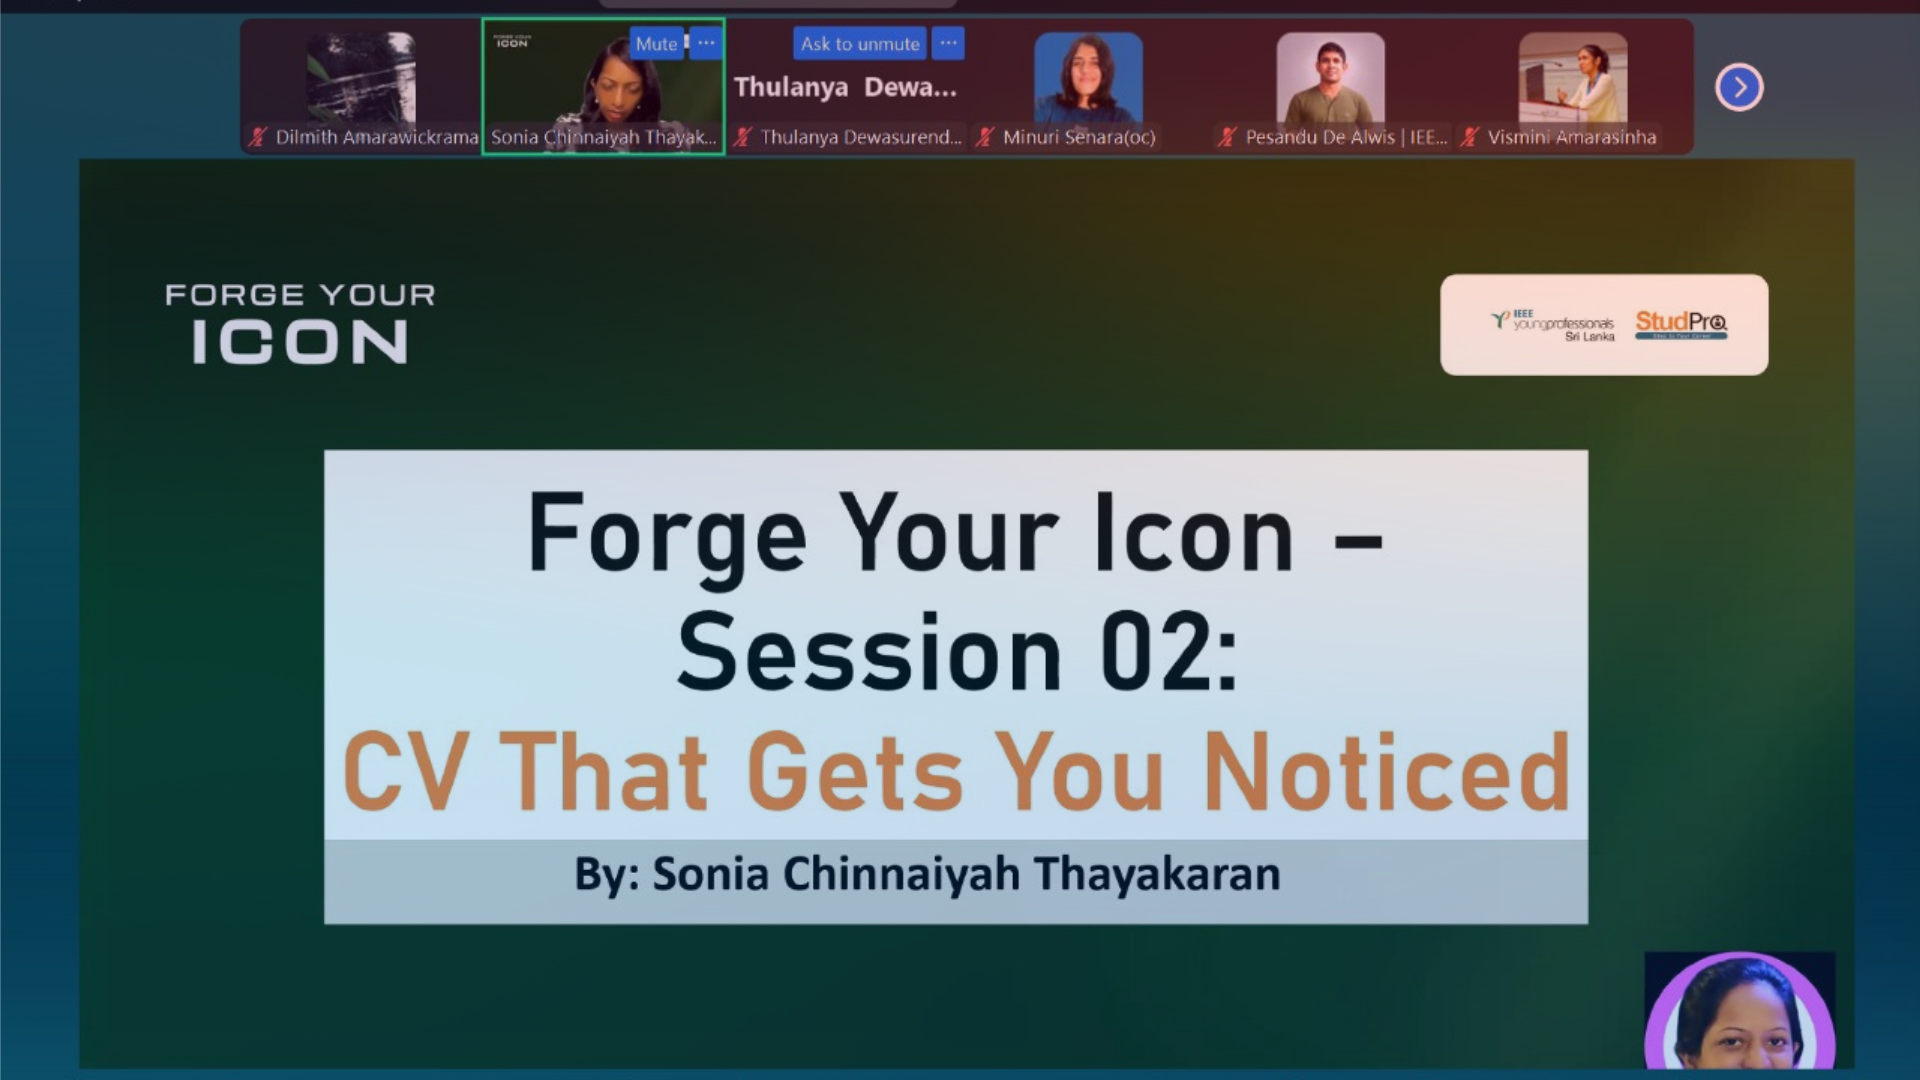 FORGE YOUR
ICON
Mute
Ask to unmute
Thulanya Dewa...
Dilmith Amarawickrama
Sonia Chinnaiyah Thayak...
Thulanya Dewasurend...
Minuri Senara(oc)
Pesandu De Alwis | IEE...
Vismini Amarasinha
FORGE YOUR
ICON
IEEE
youngprofessionals
Sri Lanka
StudPro
Forge Your Icon –
Session 02:
CV That Gets You Noticed
By: Sonia Chinnaiyah Thayakaran